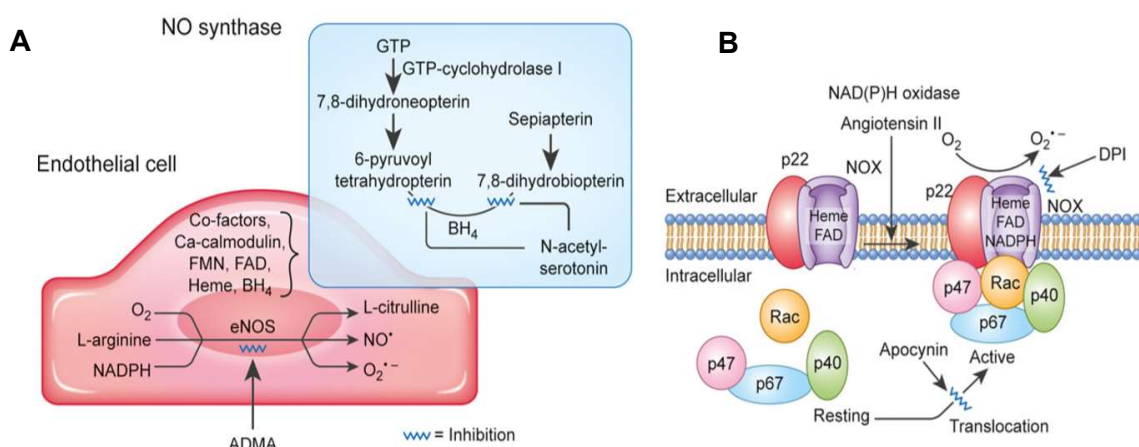 A
NO synthase
GTP
GTP-cyclohydrolase I
7,8-dihydroneopterin
Sepiapterin
6-pyruvoyl
tetrahydropterin
7,8-dihydrobiopterin
BH4
N-acetyl-
serotonin
Endothelial cell
Co-factors,
Ca-calmodulin,
FMN, FAD,
Heme, BH4
O2
L-arginine
NADPH
eNOS
L-citrulline
NO•
O2•−
ADMA
= Inhibition
B
NAD(P)H oxidase
Angiotensin II
O2
O2•−
DPI
p22
NOX
p22
NOX
Extracellular
Intracellular
Heme
FAD
Heme
FAD
NADPH
p47
Rac
p40
p67
Rac
p47
p67
p40
Apocynin
Active
Resting
Translocation